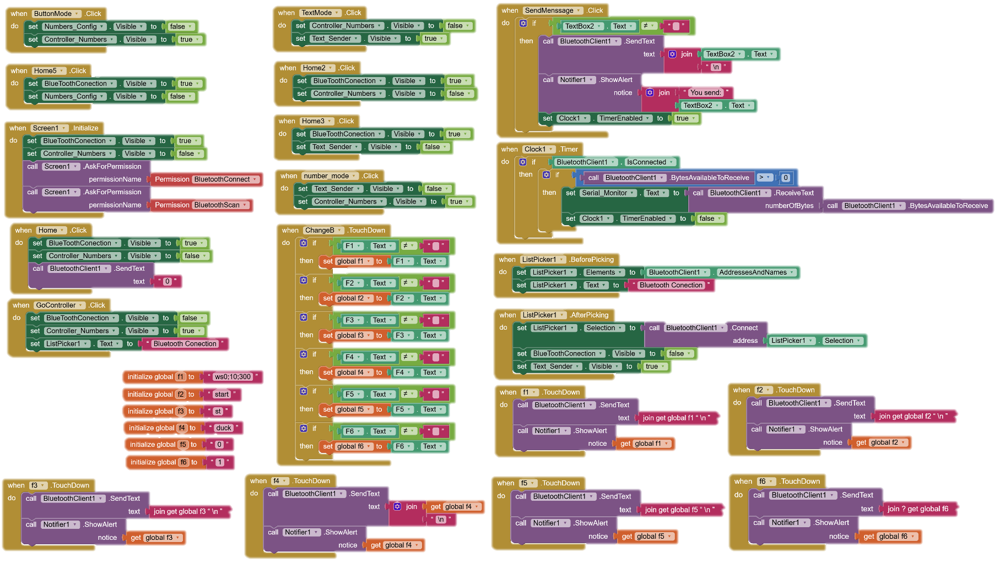 when ButtonMode .Click
do set Numbers_Config . Visible to false
set Controller_Numbers . Visible to true
when Home5 .Click
do set BlueToothConection . Visible to true
set Numbers_Config . Visible to false
when Screen1 .Initialize
do set BlueToothConection . Visible to true
set Controller_Numbers . Visible to false
call Screen1 .AskForPermission
permissionName Permission BluetoothConnect
call Screen1 .AskForPermission
permissionName Permission BluetoothScan
when Home .Click
do set BlueToothConection . Visible to true
set Controller_Numbers . Visible to false
call BluetoothClient1 .SendText
text “ 0 ”
when GoController .Click
do set BlueToothConection . Visible to false
set Controller_Numbers . Visible to true
set ListPicker1 . Text to “ Bluetooth Conection ”
initialize global f1 to “ ws0;10;300 ”
initialize global f2 to “ start ”
initialize global f3 to “ st ”
initialize global f4 to “ duck ”
initialize global f5 to “ 0 ”
initialize global f6 to “ 1 ”
when TextMode .Click
do set Controller_Numbers . Visible to false
set Text_Sender . Visible to true
when Home2 .Click
do set BlueToothConection . Visible to true
set Controller_Numbers . Visible to false
when Home3 .Click
do set BlueToothConection . Visible to true
set Text_Sender . Visible to false
when number_mode .Click
do set Text_Sender . Visible to false
set Controller_Numbers . Visible to true
when ChangeB .TouchDown
do if F1 . Text ≠ “ ”
then set global f1 to F1 . Text
if F2 . Text ≠ “ ”
then set global f2 to F2 . Text
if F3 . Text ≠ “ ”
then set global f3 to F3 . Text
if F4 . Text ≠ “ ”
then set global f4 to F4 . Text
if F5 . Text ≠ “ ”
then set global f5 to F5 . Text
if F6 . Text ≠ “ ”
then set global f6 to F6 . Text
when SendMenssage .Click
do if TextBox2 . Text ≠ “ ”
then call BluetoothClient1 .SendText
text join TextBox2 . Text
“ \n ”
call Notifier1 .ShowAlert
notice join “ You send: ”
TextBox2 . Text
set Clock1 . TimerEnabled to true
when Clock1 .Timer
do if BluetoothClient1 . IsConnected
then if call BluetoothClient1 .BytesAvailableToReceive > 0
then set Serial_Monitor . Text to call BluetoothClient1 .ReceiveText
numberOfBytes call BluetoothClient1 .BytesAvailableToReceive
set Clock1 . TimerEnabled to false
when ListPicker1 .BeforePicking
do set ListPicker1 . Elements to BluetoothClient1 . AddressesAndNames
set ListPicker1 . Text to “ Bluetooth Conection ”
when ListPicker1 .AfterPicking
do set ListPicker1 . Selection to call BluetoothClient1 .Connect
address ListPicker1 . Selection
set BlueToothConection . Visible to false
set Text_Sender . Visible to true
when f1 .TouchDown
do call BluetoothClient1 .SendText
text join get global f1 “ \n ”
call Notifier1 .ShowAlert
notice get global f1
when f2 .TouchDown
do call BluetoothClient1 .SendText
text join get global f2 “ \n ”
call Notifier1 .ShowAlert
notice get global f2
when f3 .TouchDown
do call BluetoothClient1 .SendText
text join get global f3 “ \n ”
call Notifier1 .ShowAlert
notice get global f3
when f4 .TouchDown
do call BluetoothClient1 .SendText
text join get global f4
“ \n ”
call Notifier1 .ShowAlert
notice get global f4
when f5 .TouchDown
do call BluetoothClient1 .SendText
text join get global f5 “ \n ”
call Notifier1 .ShowAlert
notice get global f5
when f6 .TouchDown
do call BluetoothClient1 .SendText
text join ? get global f6
call Notifier1 .ShowAlert
notice get global f6